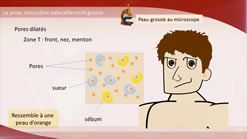 La peau masculine naturellement grasse
Peau grossie au microscope
Pores dilatés
Zone T : front, nez, menton
Pores
sueur
Ressemble à une
peau d'orange
sébum